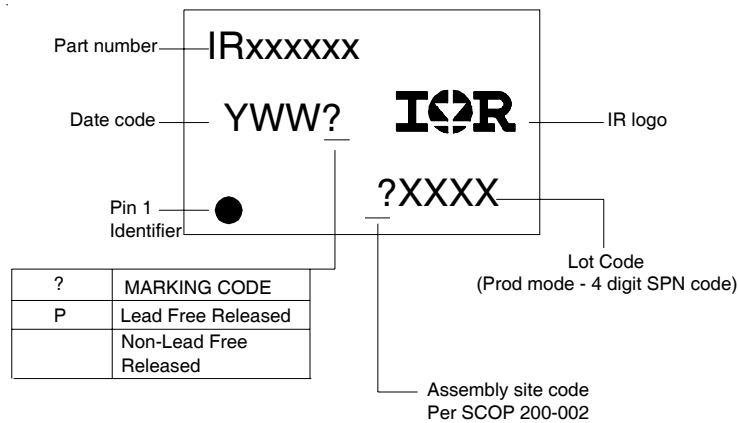 Part number
IRxxxxxx
Date code
YWW?
IOR
IR logo
?XXXX
Pin 1
Identifier
Lot Code
(Prod mode - 4 digit SPN code)
? MARKING CODE
P Lead Free Released
Non-Lead Free
Released
Assembly site code
Per SCOP 200-002